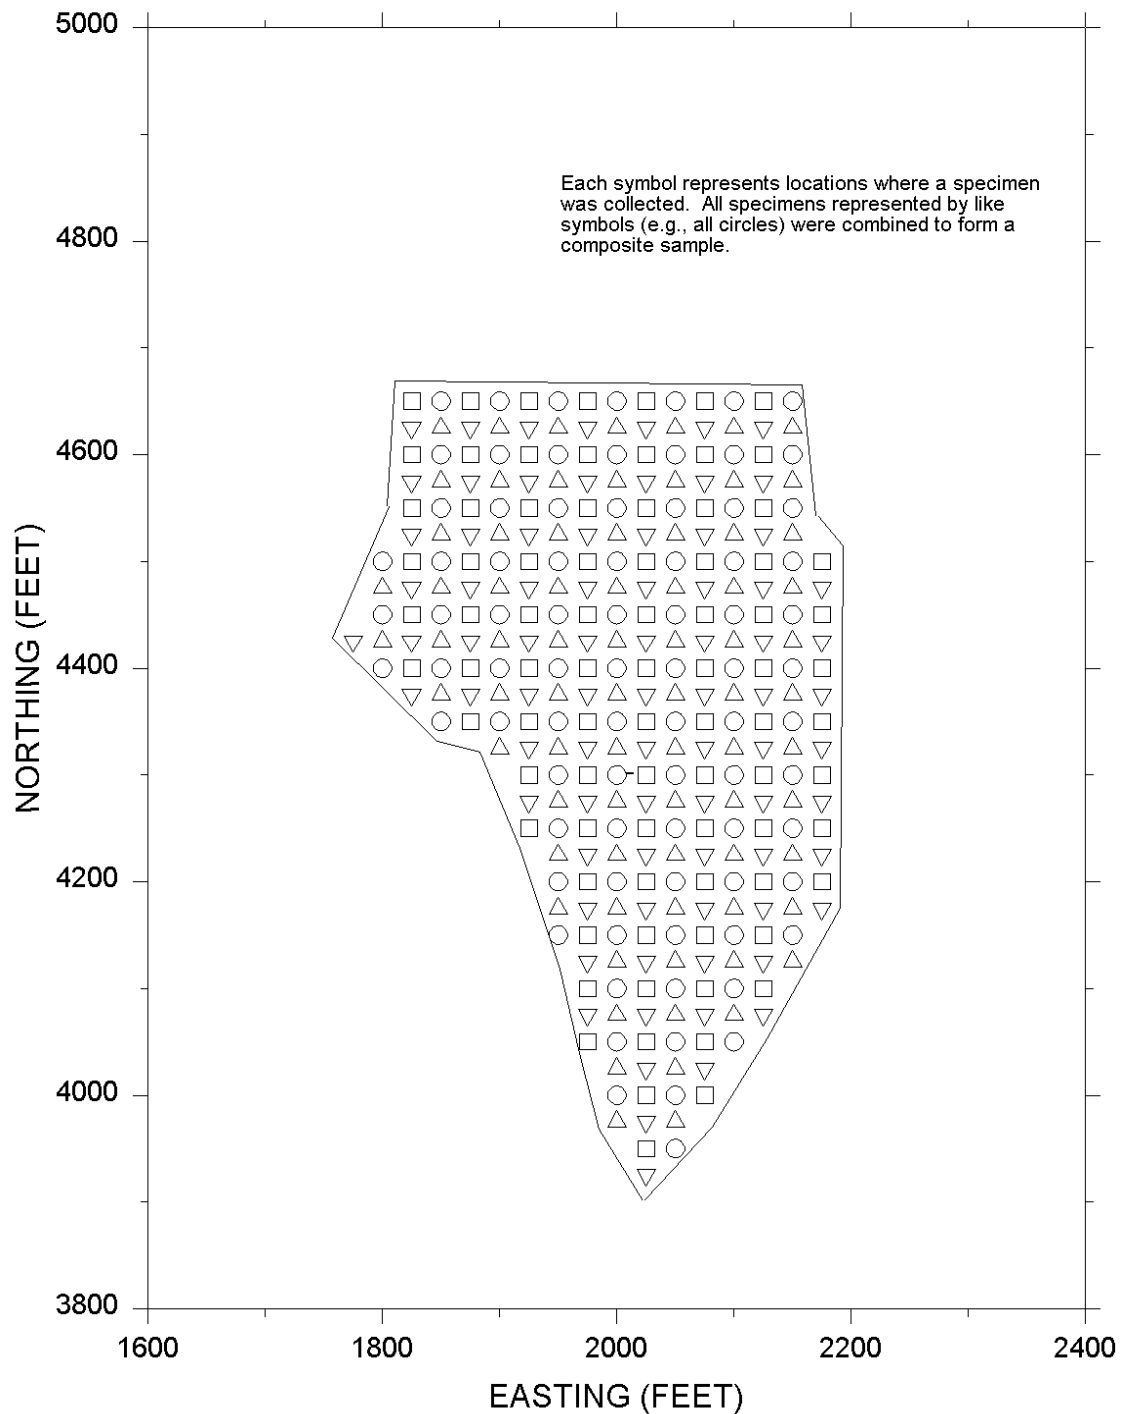 5000
Each symbol represents locations where a specimen
was collected.  All specimens represented by like
symbols (e.g., all circles) were combined to form a
composite sample.
4800
4600
NORTHING (FEET)
4400
4200
4000
3800
1600 1800 2000 2200 2400
EASTING (FEET)